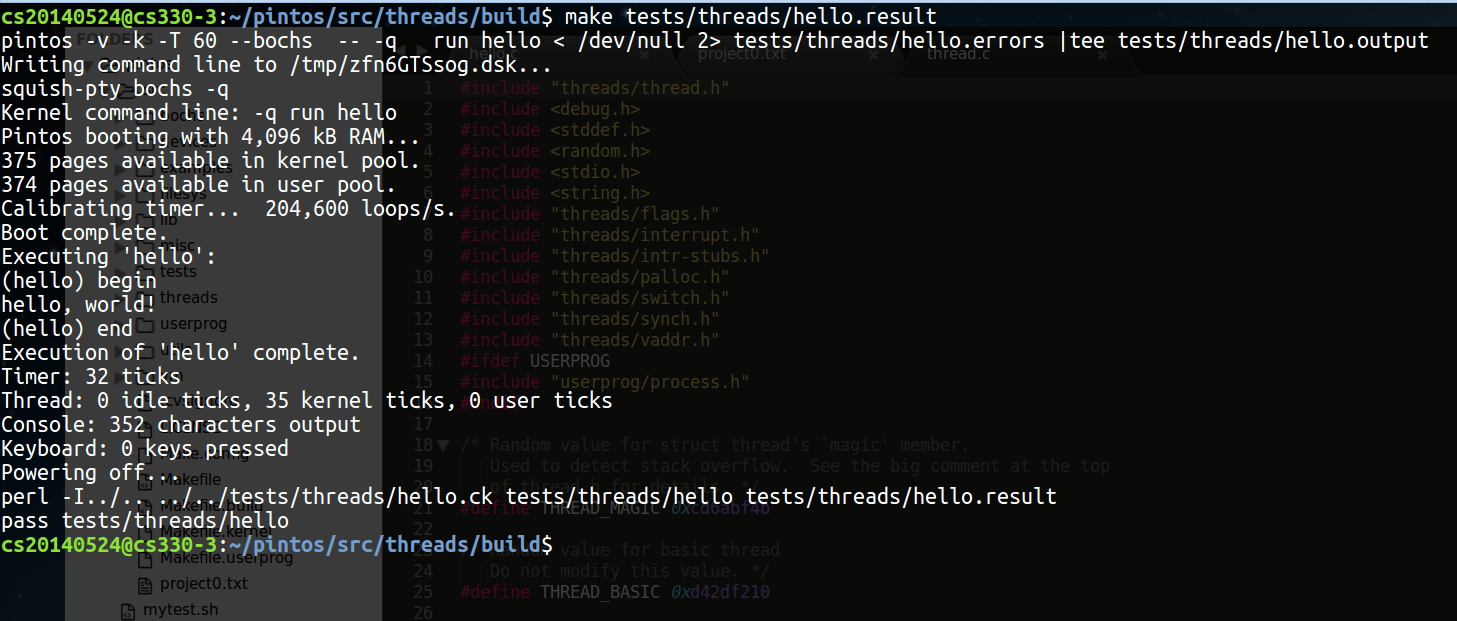 cs20140524@cs330-3:~/pintos/src/threads/build$ make tests/threads/hello.result
pintos -v -k -T 60 --bochs  -- -q   run hello < /dev/null 2> tests/threads/hello.errors |tee tests/threads/hello.output
Writing command line to /tmp/zfn6GTSsog.dsk...
squish-pty bochs -q
Kernel command line: -q run hello
Pintos booting with 4,096 kB RAM...
375 pages available in kernel pool.
374 pages available in user pool.
Calibrating timer...  204,600 loops/s.
Boot complete.
Executing 'hello':
(hello) begin
hello, world!
(hello) end
Execution of 'hello' complete.
Timer: 32 ticks
Thread: 0 idle ticks, 35 kernel ticks, 0 user ticks
Console: 352 characters output
Keyboard: 0 keys pressed
Powering off...
perl -I../.. ../../tests/threads/hello.ck tests/threads/hello tests/threads/hello.result
pass tests/threads/hello
cs20140524@cs330-3:~/pintos/src/threads/build$
FOLDERS
examples
filesys
lib
misc
tests
threads
userprog
Makefile
Makefile.build
Makefile.kernel
Makefile.userprog
project0.txt
mytest.sh
project0.txt
thread.c
1 #include "threads/thread.h"
2 #include <debug.h>
3 #include <stddef.h>
4 #include <random.h>
5 #include <stdio.h>
6 #include <string.h>
#include "threads/flags.h"
8 #include "threads/interrupt.h"
9 #include "threads/intr-stubs.h"
10 #include "threads/palloc.h"
11 #include "threads/switch.h"
12 #include "threads/synch.h"
13 #include "threads/vaddr.h"
14 #ifdef USERPROG
15 #include "userprog/process.h"
17
18 /* Random value for struct thread's `magic' member.
19 Used to detect stack overflow.  See the big comment at the top
of thread.h for details. */
21 #define THREAD_MAGIC 0xcd6abf4b
22
value for basic thread
24 Do not modify this value. */
25 #define THREAD_BASIC 0xd42df210
26